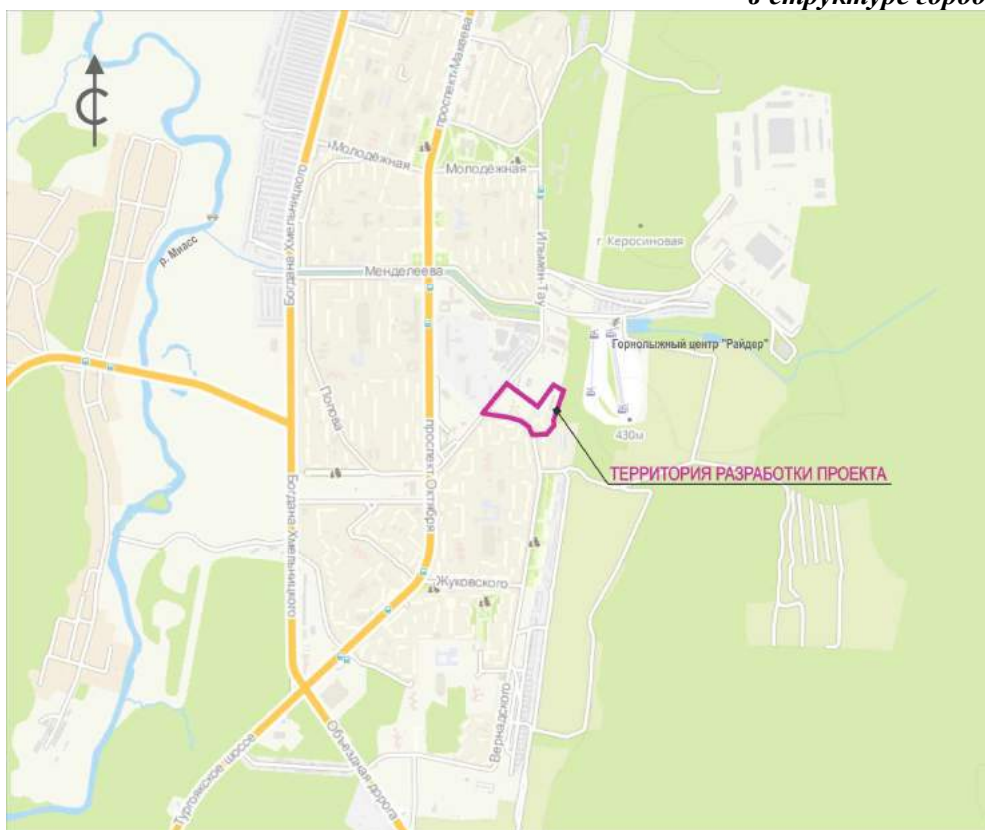 в структуре горо
С
проспект Макеева
Молодёжная
Молодёжная
Богдана Хмельницкого
р. Миасс
Ильмен-Тау
г. Керосиновая
Менделеева
Горнолыжный центр "Райдер"
Попова
430м
проспект Октября
ТЕРРИТОРИЯ РАЗРАБОТКИ ПРОЕКТА
Богдана Хмельницкого
Жуковского
Вернадского
Тургоякское шоссе
Объездная дорога